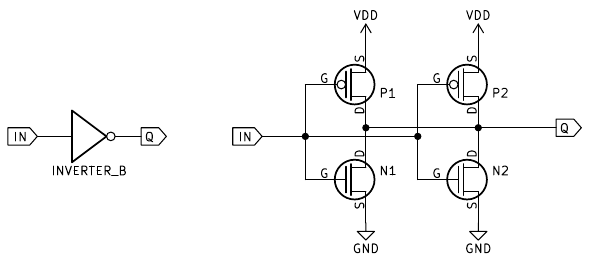 VDD VDD
S S
G P1 G P2
D D
IN Q IN Q
INVERTER_B
D D
G N1 G N2
S S
GND GND